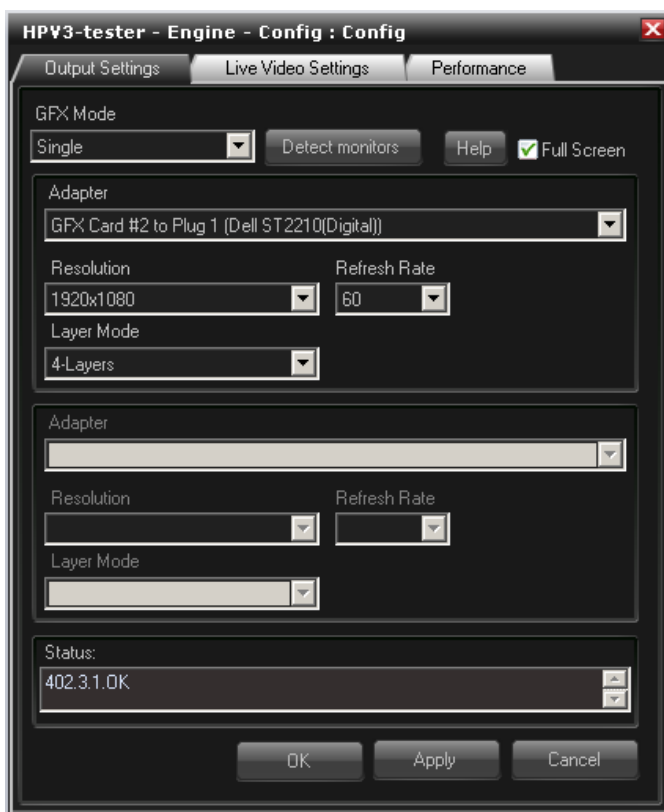 HPV3-tester - Engine - Config : Config
Output Settings Live Video Settings Performance
GFX Mode
Single Detect monitors Help Full Screen
Adapter
GFX Card #2 to Plug 1 (Dell ST2210(Digital))
Resolution Refresh Rate
1920x1080 60
Layer Mode
4-Layers
Adapter
Resolution Refresh Rate
Layer Mode
Status:
402.3.1.OK
OK Apply Cancel